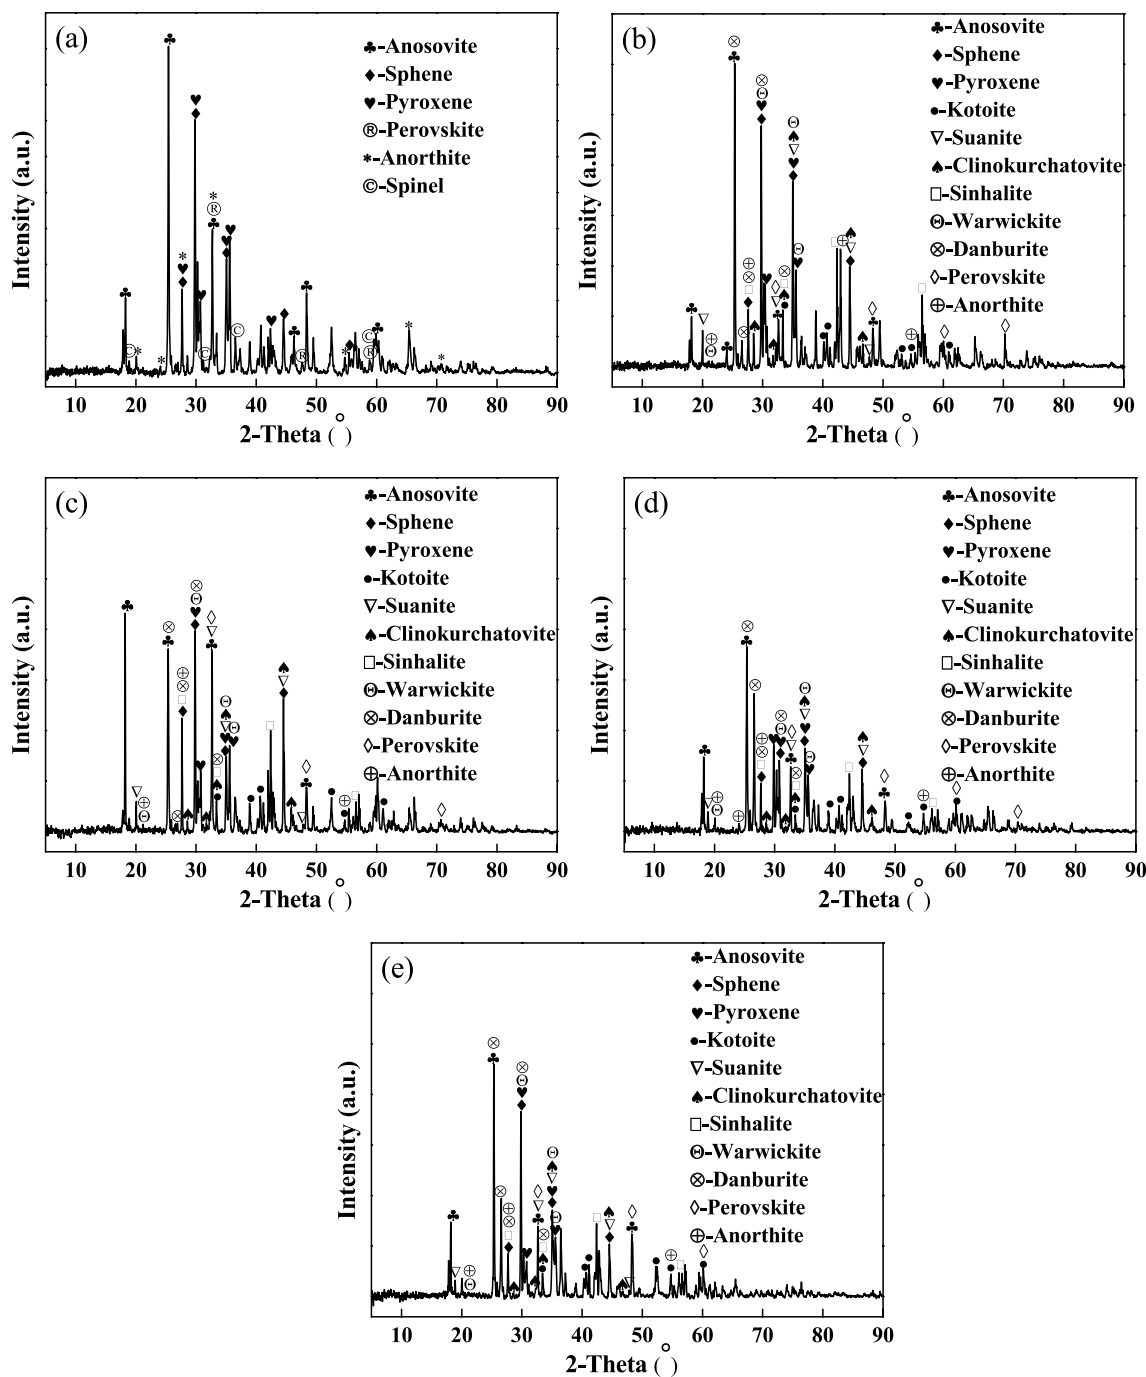 (a)
♣-Anosovite
♦-Sphene
♥-Pyroxene
Ⓡ-Perovskite
*-Anorthite
©-Spinel
Intensity (a.u.)
10 20 30 40 50 60 70 80 90
2-Theta (°)
(b)
♣-Anosovite
♦-Sphene
♥-Pyroxene
●-Kotoite
▽-Suanite
♠-Clinokurchatovite
□-Sinhalite
Θ-Warwickite
⊗-Danburite
◊-Perovskite
⊕-Anorthite
Intensity (a.u.)
10 20 30 40 50 60 70 80 90
2-Theta (°)
(c)
♣-Anosovite
♦-Sphene
♥-Pyroxene
●-Kotoite
▽-Suanite
♠-Clinokurchatovite
□-Sinhalite
Θ-Warwickite
⊗-Danburite
◊-Perovskite
⊕-Anorthite
Intensity (a.u.)
10 20 30 40 50 60 70 80 90
2-Theta (°)
(d)
♣-Anosovite
♦-Sphene
♥-Pyroxene
●-Kotoite
▽-Suanite
♠-Clinokurchatovite
□-Sinhalite
Θ-Warwickite
⊗-Danburite
◊-Perovskite
⊕-Anorthite
Intensity (a.u.)
10 20 30 40 50 60 70 80 90
2-Theta (°)
(e)
♣-Anosovite
♦-Sphene
♥-Pyroxene
●-Kotoite
▽-Suanite
♠-Clinokurchatovite
□-Sinhalite
Θ-Warwickite
⊗-Danburite
◊-Perovskite
⊕-Anorthite
Intensity (a.u.)
10 20 30 40 50 60 70 80 90
2-Theta (°)